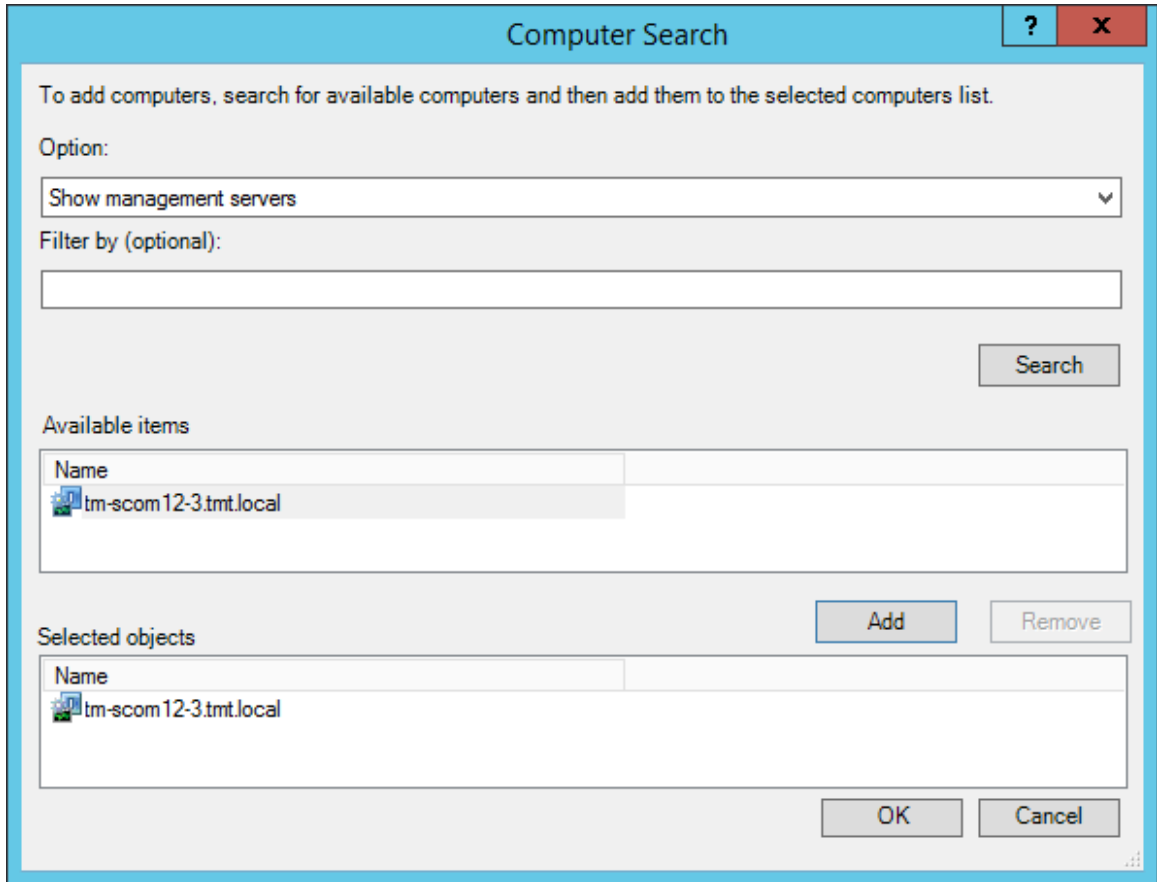 Computer Search
?
x
To add computers, search for available computers and then add them to the selected computers list.
Option:
Show management servers
Filter by (optional):
Search
Available items
Name
tm-scom12-3.tmt.local
Add
Remove
Selected objects
Name
tm-scom12-3.tmt.local
OK
Cancel